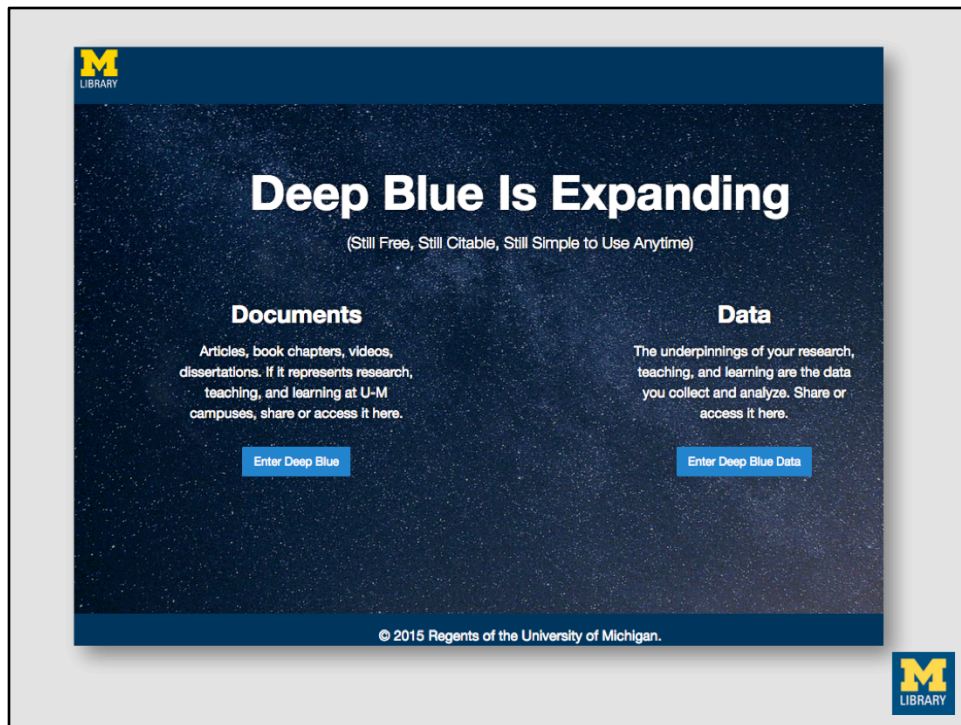 M
LIBRARY
Deep Blue Is Expanding
(Still Free, Still Citable, Still Simple to Use Anytime)
Documents
Articles, book chapters, videos,
dissertations. If it represents research,
teaching, and learning at U-M
campuses, share or access it here.
Enter Deep Blue
Data
The underpinnings of your research,
teaching, and learning are the data
you collect and analyze. Share or
access it here.
Enter Deep Blue Data
© 2015 Regents of the University of Michigan.
M
LIBRARY